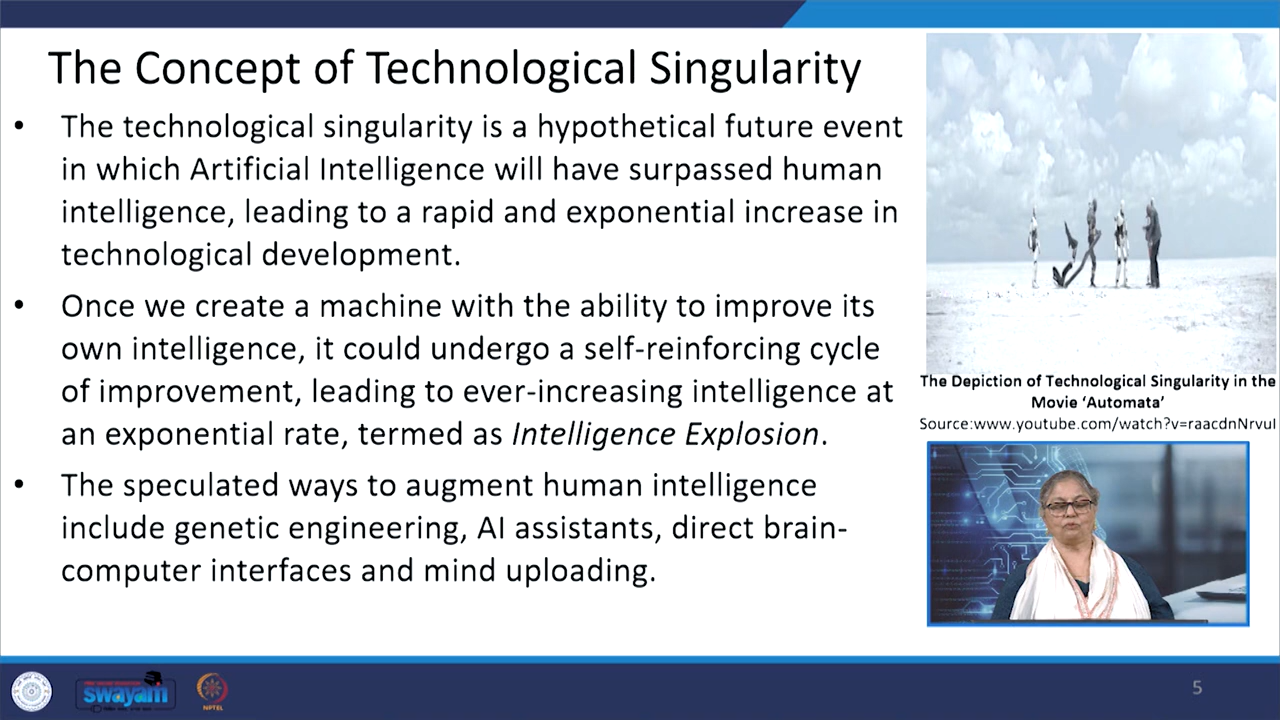 The Concept of Technological Singularity
• The technological singularity is a hypothetical future event
in which Artificial Intelligence will have surpassed human
intelligence, leading to a rapid and exponential increase in
technological development.
• Once we create a machine with the ability to improve its
own intelligence, it could undergo a self-reinforcing cycle
of improvement, leading to ever-increasing intelligence at
an exponential rate, termed as Intelligence Explosion.
• The speculated ways to augment human intelligence
include genetic engineering, AI assistants, direct brain-
computer interfaces and mind uploading.
The Depiction of Technological Singularity in the
Movie ‘Automata’
Source:www.youtube.com/watch?v=raacdnNrvuI
swayam
NPTEL
5